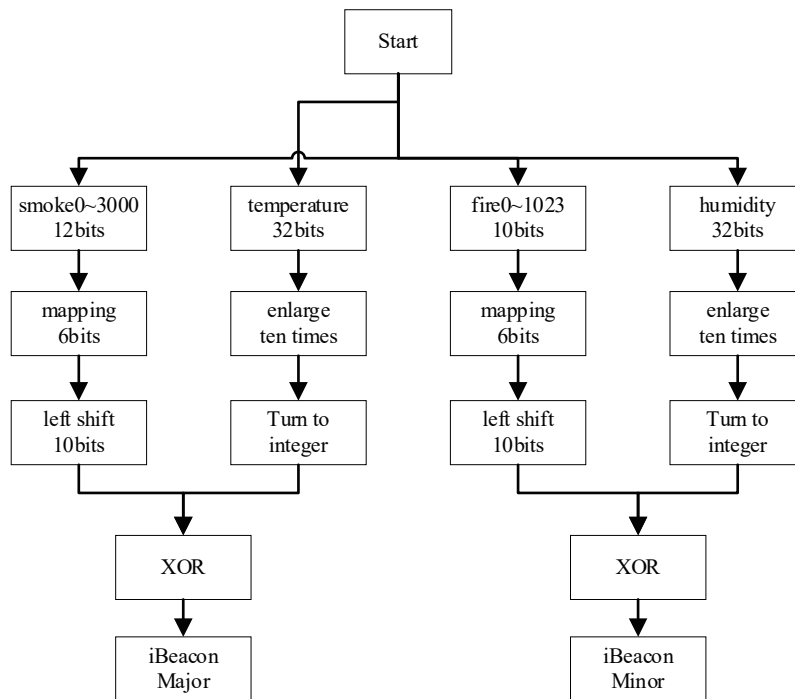 Start
smoke0~3000
12bits
temperature
32bits
fire0~1023
10bits
humidity
32bits
mapping
6bits
enlarge
ten times
mapping
6bits
enlarge
ten times
left shift
10bits
Turn to
integer
left shift
10bits
Turn to
integer
XOR
XOR
iBeacon
Major
iBeacon
Minor